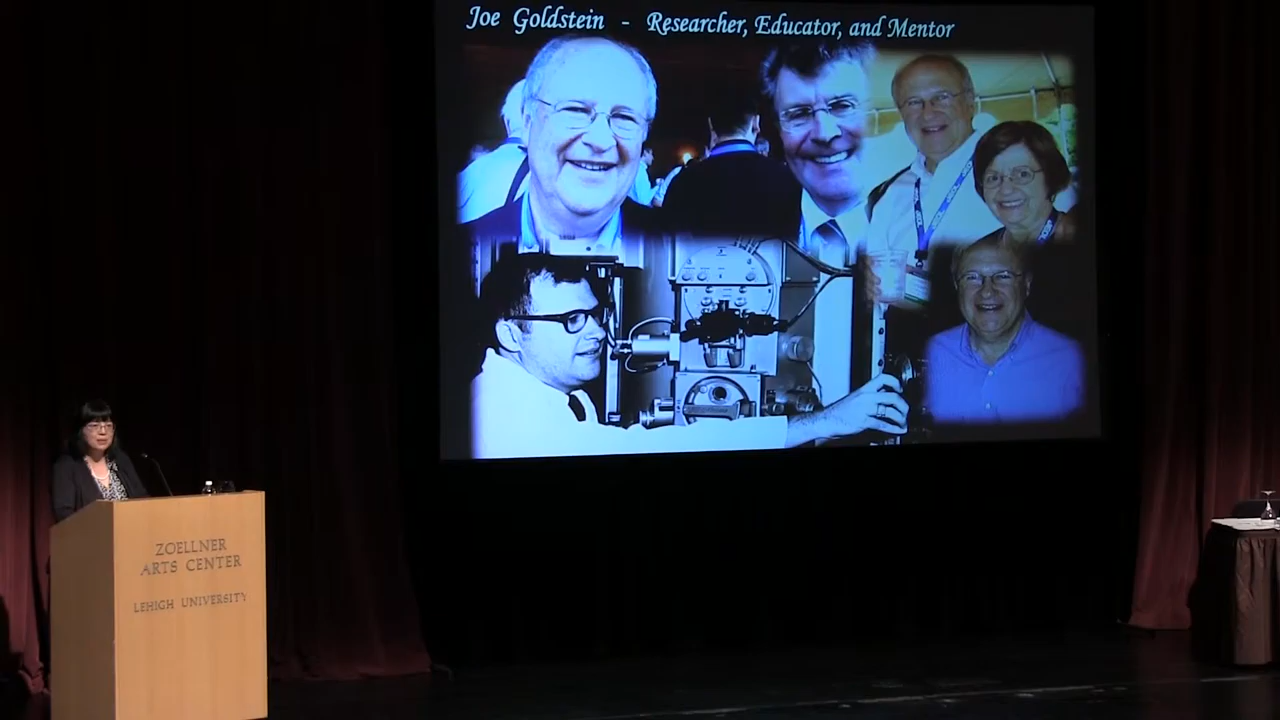 Joe Goldstein - Researcher, Educator, and Mentor
ZOELLNER
ARTS CENTER
LEHIGH UNIVERSITY